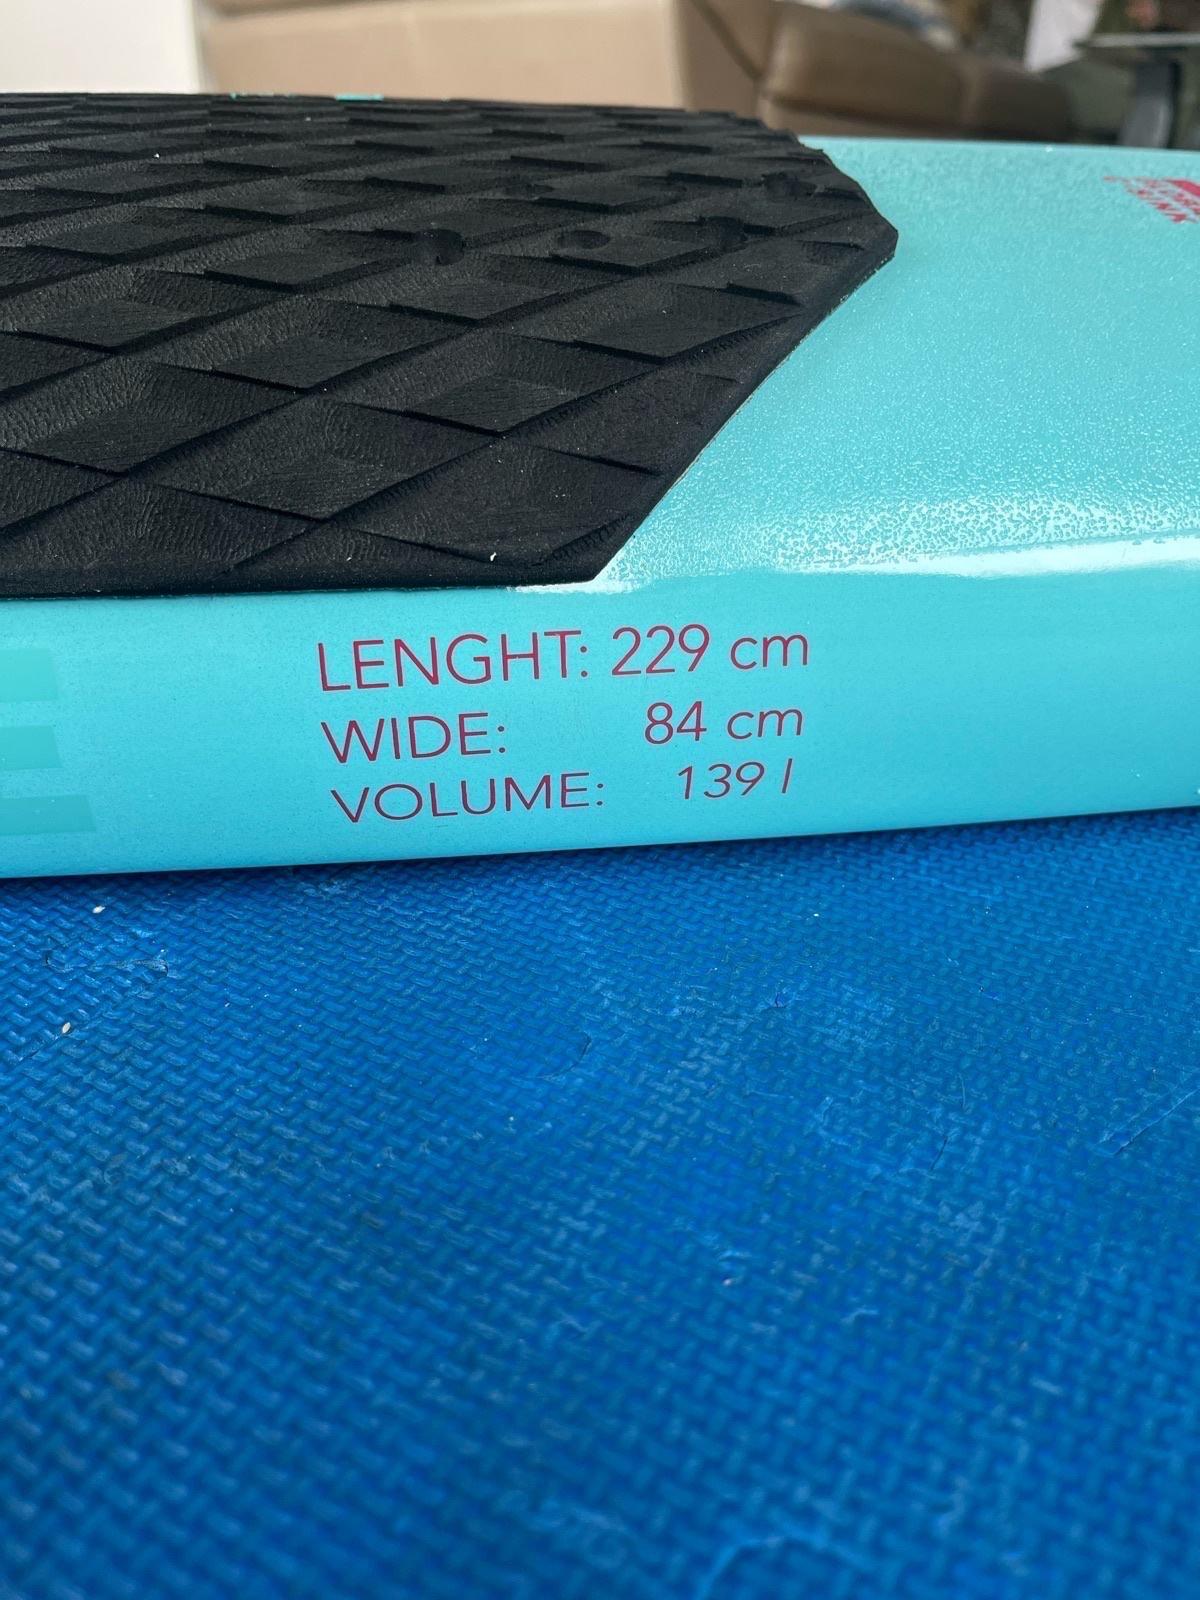 LENGHT: 229 cm
WIDE: 84 cm
VOLUME: 139 l